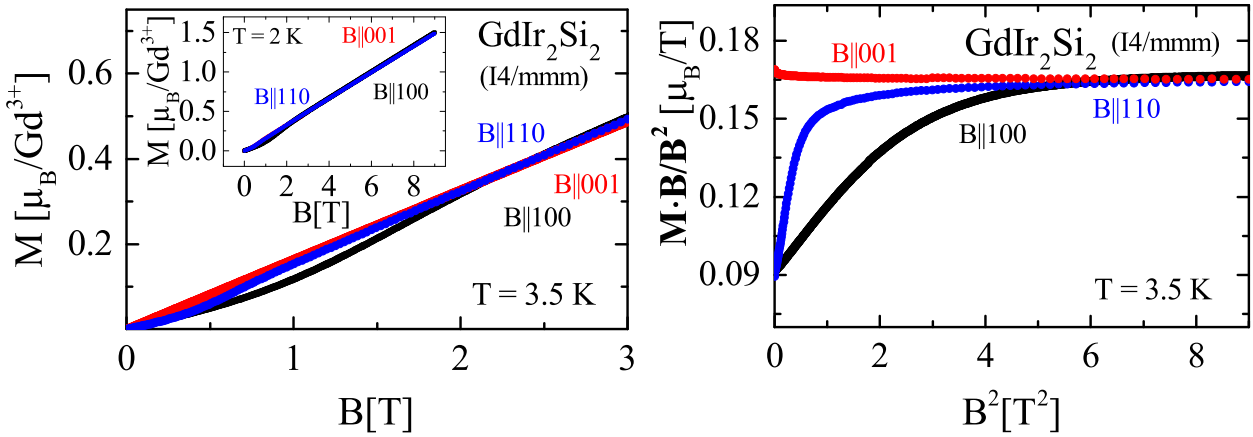 M [μB/Gd3+]
0.6
0.4
0.2
0
1
2
3
B[T]
GdIr2Si2
(I4/mmm)
B||110
B||001
B||100
T = 3.5 K
M [μB/Gd3+]
1.5
1.0
0.5
0.0
0 2 4 6 8
B[T]
T = 2 K
B||001
B||110
B||100
M·B/B2 [μB/T]
0.18
0.15
0.12
0.09
0 2 4 6 8
B2[T2]
GdIr2Si2 (I4/mmm)
B||001
B||110
B||100
T = 3.5 K